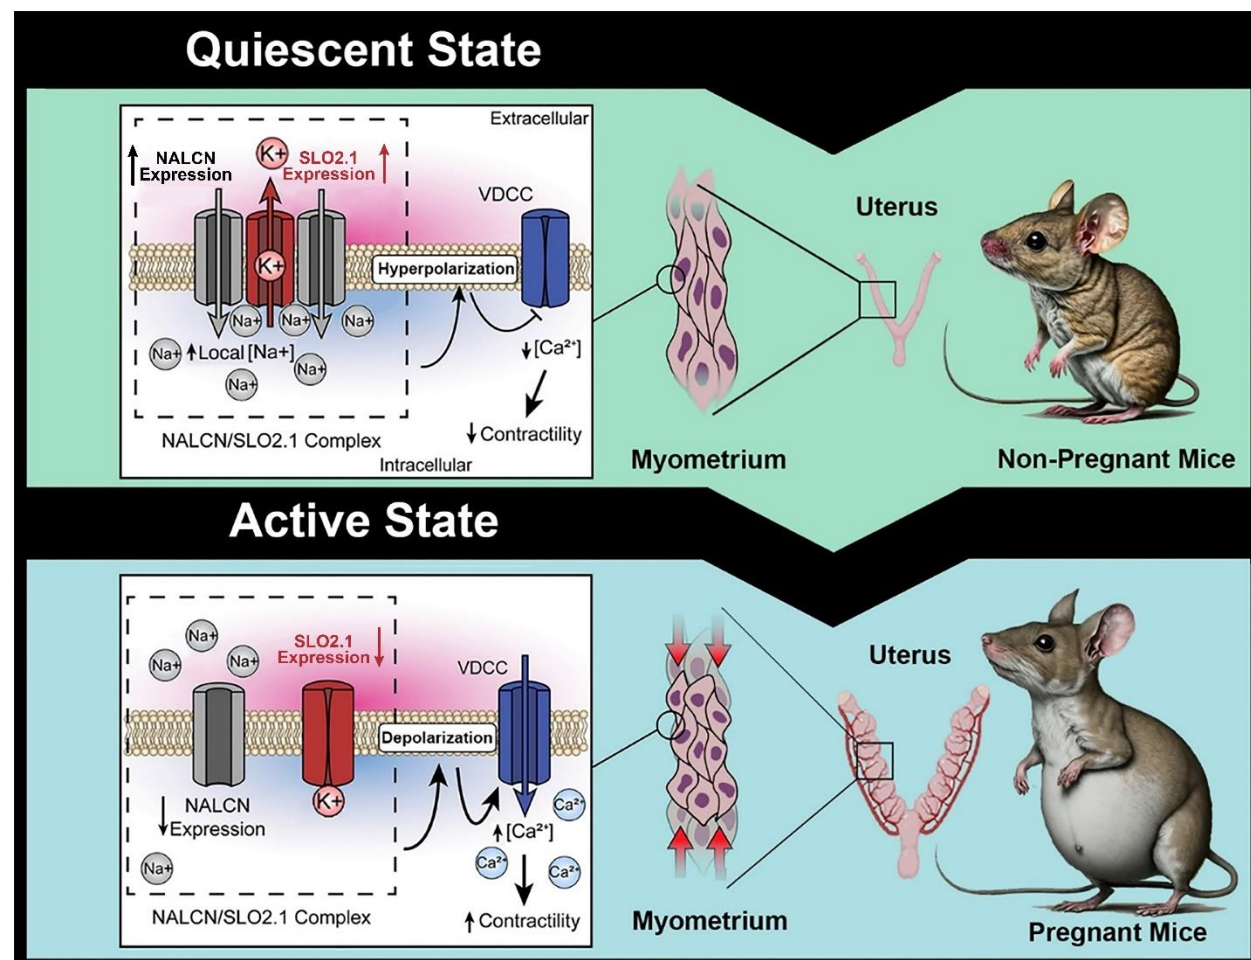 Quiescent State
Extracellular
NALCN
Expression
K+
SLO2.1
Expression
VDCC
K+
Hyperpolarization
Na+
Na+
Na+
Na+
Local [Na+]
Na+
Na+
[Ca²⁺]
Contractility
NALCN/SLO2.1 Complex
Intracellular
Uterus
Myometrium
Non-Pregnant Mice
Active State
Na+
Na+
Na+
SLO2.1
Expression
VDCC
Depolarization
K+
NALCN
Expression
Ca²⁺
[Ca²⁺]
Na+
Ca²⁺
Ca²⁺
Contractility
NALCN/SLO2.1 Complex
Uterus
Myometrium
Pregnant Mice